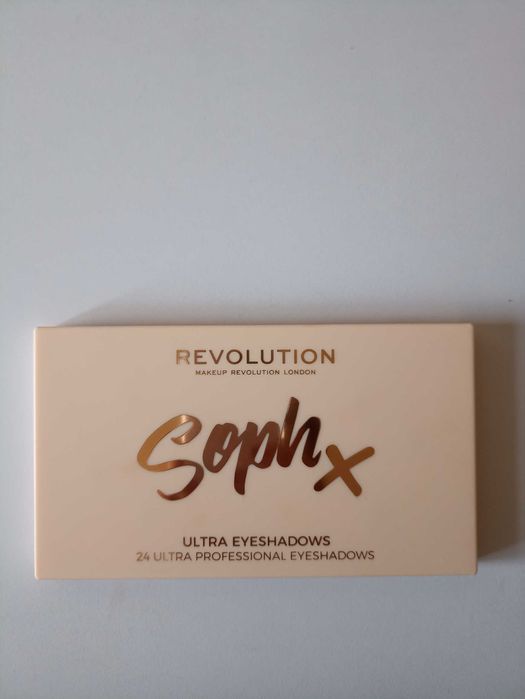 REVOLUTION
MAKEUP REVOLUTION LONDON
Soph x
ULTRA EYESHADOWS
24 ULTRA PROFESSIONAL EYESHADOWS